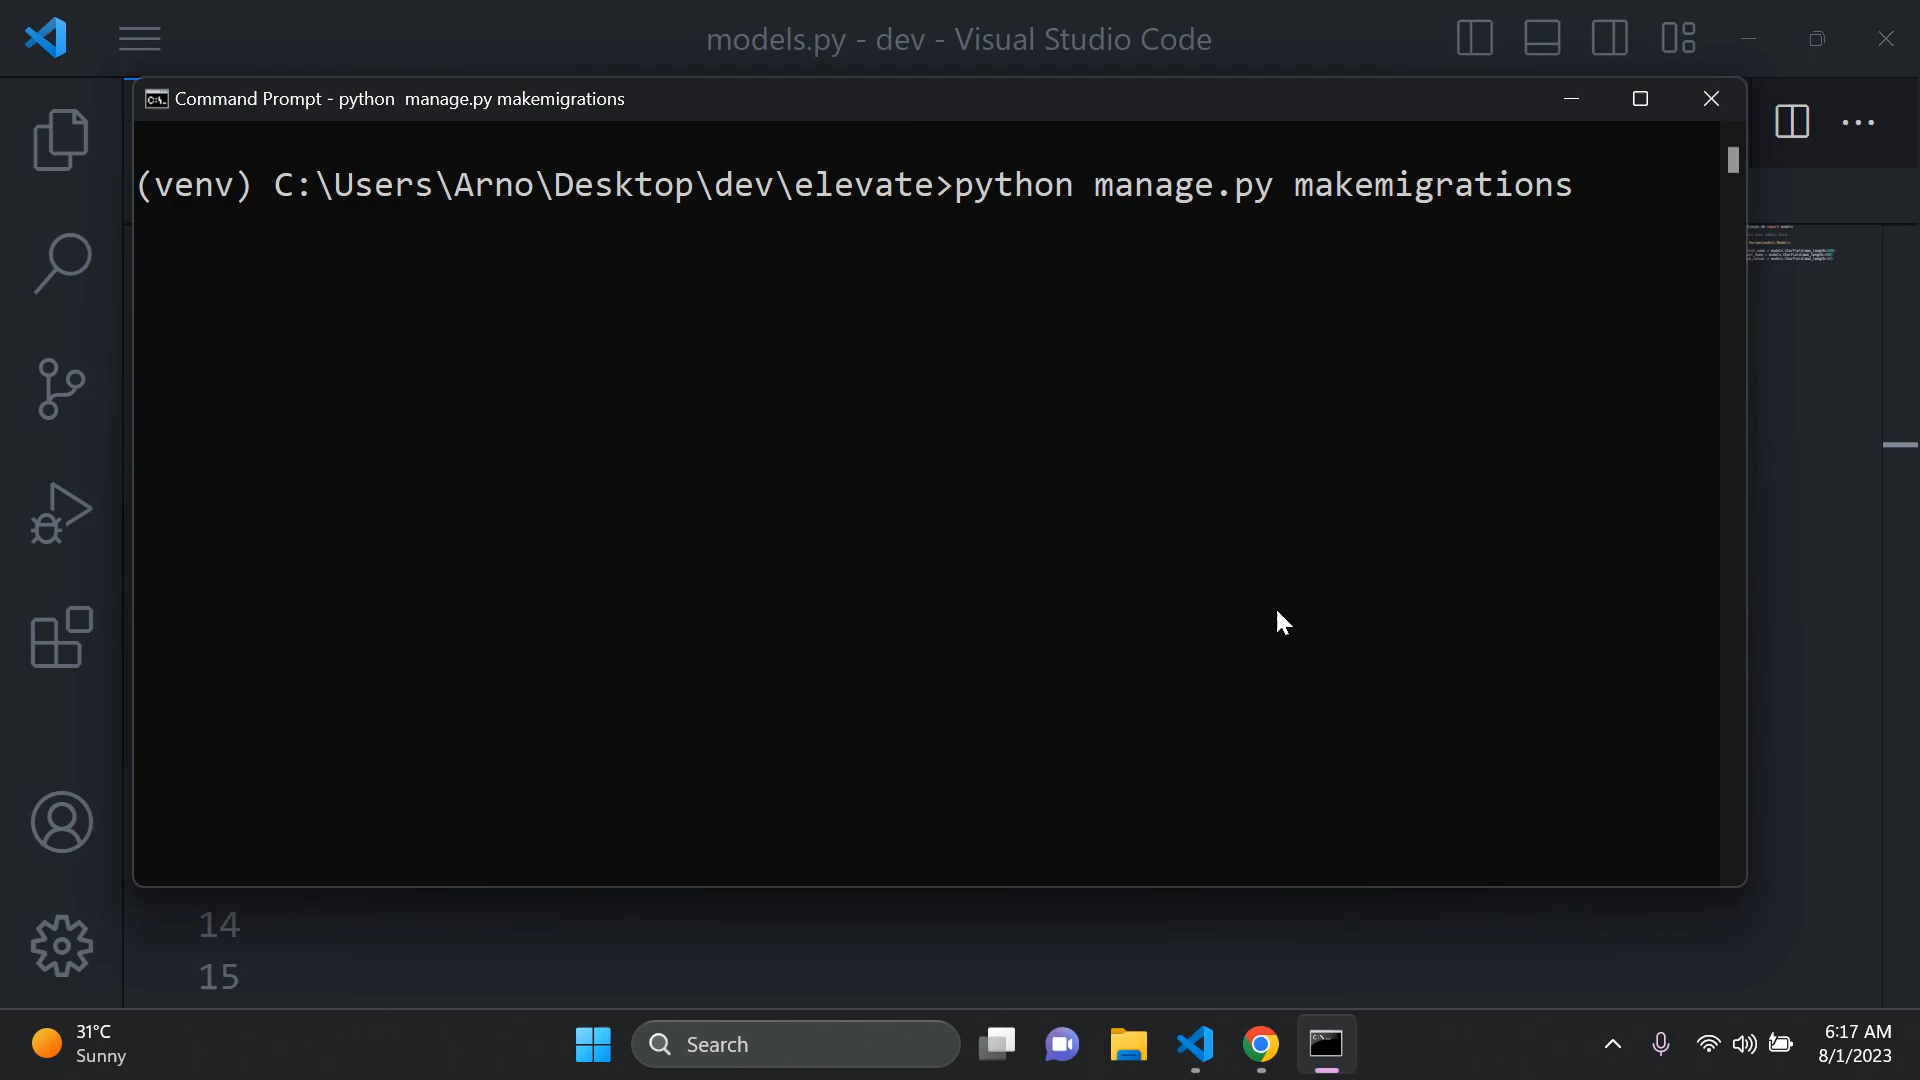 models.py - dev - Visual Studio Code
Command Prompt - python  manage.py makemigrations
(venv) C:\Users\Arno\Desktop\dev\elevate>python manage.py makemigrations
14
15
31°C
Sunny
Search
6:17 AM
8/1/2023